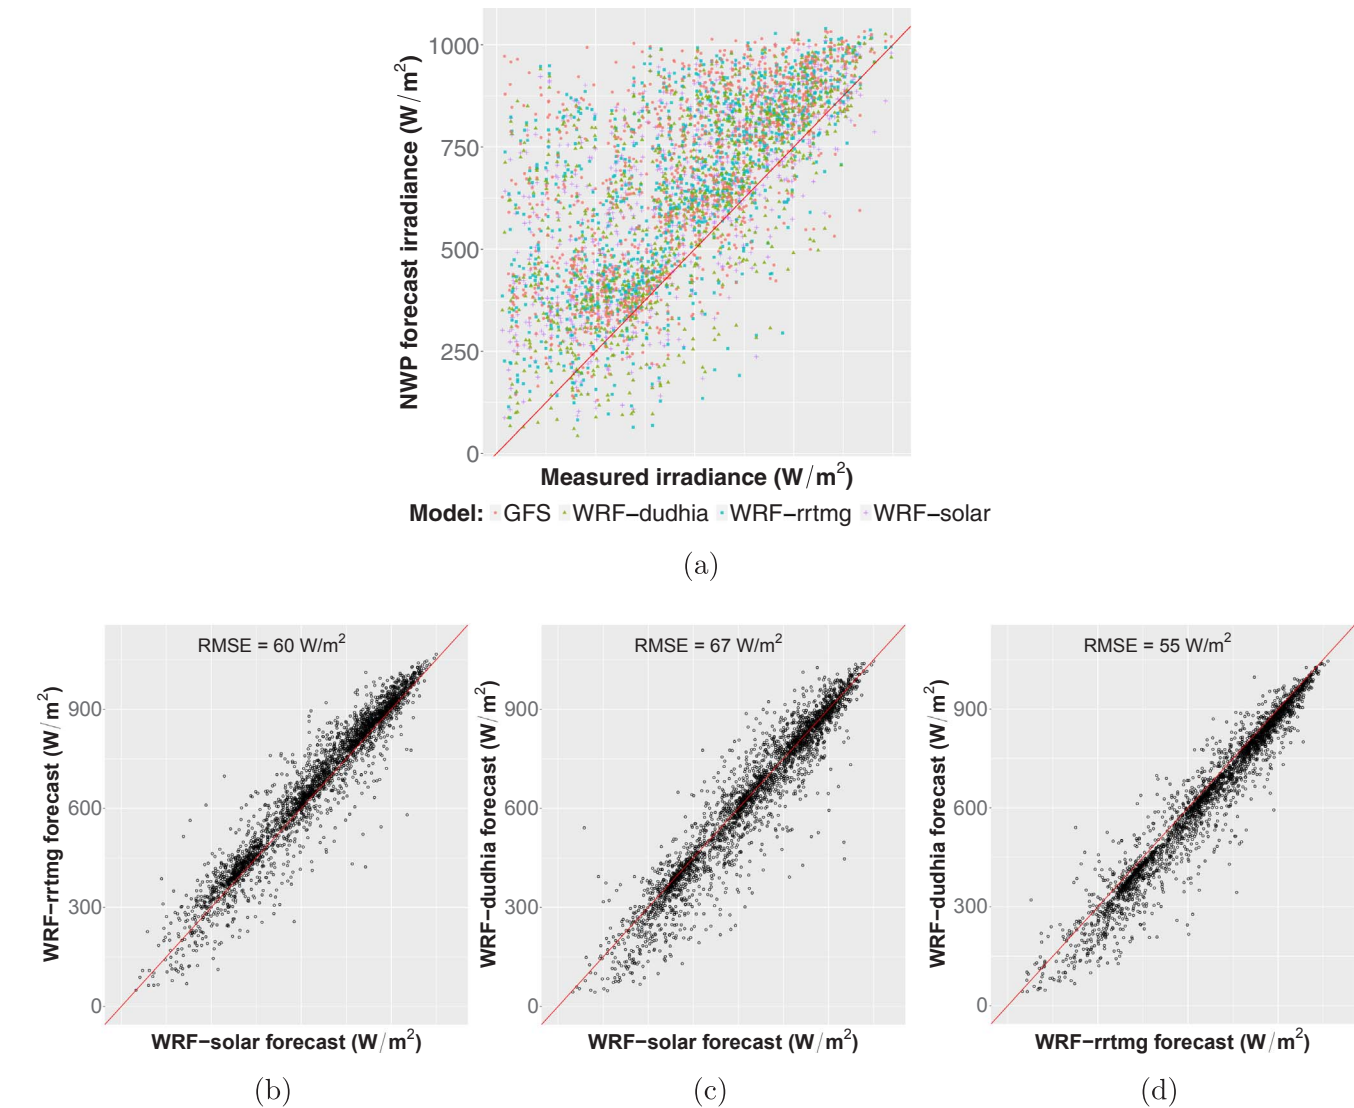 1000
750
500
250
0
NWP forecast irradiance (W/m²)
Measured irradiance (W/m²)
Model: GFS WRF−dudhia WRF−rrtmg WRF−solar
(a)
RMSE = 60 W/m²
900
600
300
0
WRF−rrtmg forecast (W/m²)
WRF−solar forecast (W/m²)
(b)
RMSE = 67 W/m²
900
600
300
0
WRF−dudhia forecast (W/m²)
WRF−solar forecast (W/m²)
(c)
RMSE = 55 W/m²
900
600
300
0
WRF−dudhia forecast (W/m²)
WRF−rrtmg forecast (W/m²)
(d)